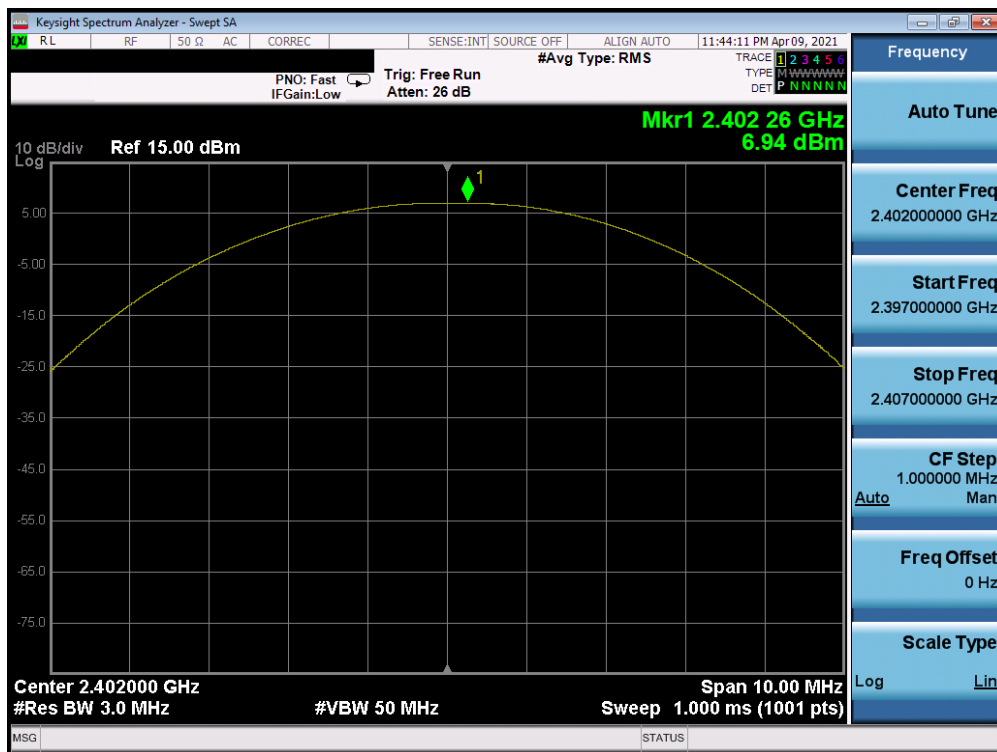 Keysight Spectrum Analyzer - Swept SA
LXI RL RF 50 Ω AC CORREC SENSE:INT SOURCE OFF ALIGN AUTO 11:44:11 PM Apr 09, 2021
PNO: Fast Trig: Free Run #Avg Type: RMS TRACE 1 2 3 4 5 6
IFGain:Low Atten: 26 dB TYPE M WWWWW
DET P N N N N N
Mkr1 2.402 26 GHz
6.94 dBm
10 dB/div Ref 15.00 dBm
Log
1
5.00
-5.00
-15.0
-25.0
-35.0
-45.0
-55.0
-65.0
-75.0
Center 2.402000 GHz Span 10.00 MHz
#Res BW 3.0 MHz #VBW 50 MHz Sweep 1.000 ms (1001 pts)
MSG STATUS
Frequency
Auto Tune
Center Freq
2.402000000 GHz
Start Freq
2.397000000 GHz
Stop Freq
2.407000000 GHz
CF Step
1.000000 MHz
Auto Man
Freq Offset
0 Hz
Scale Type
Log Lin